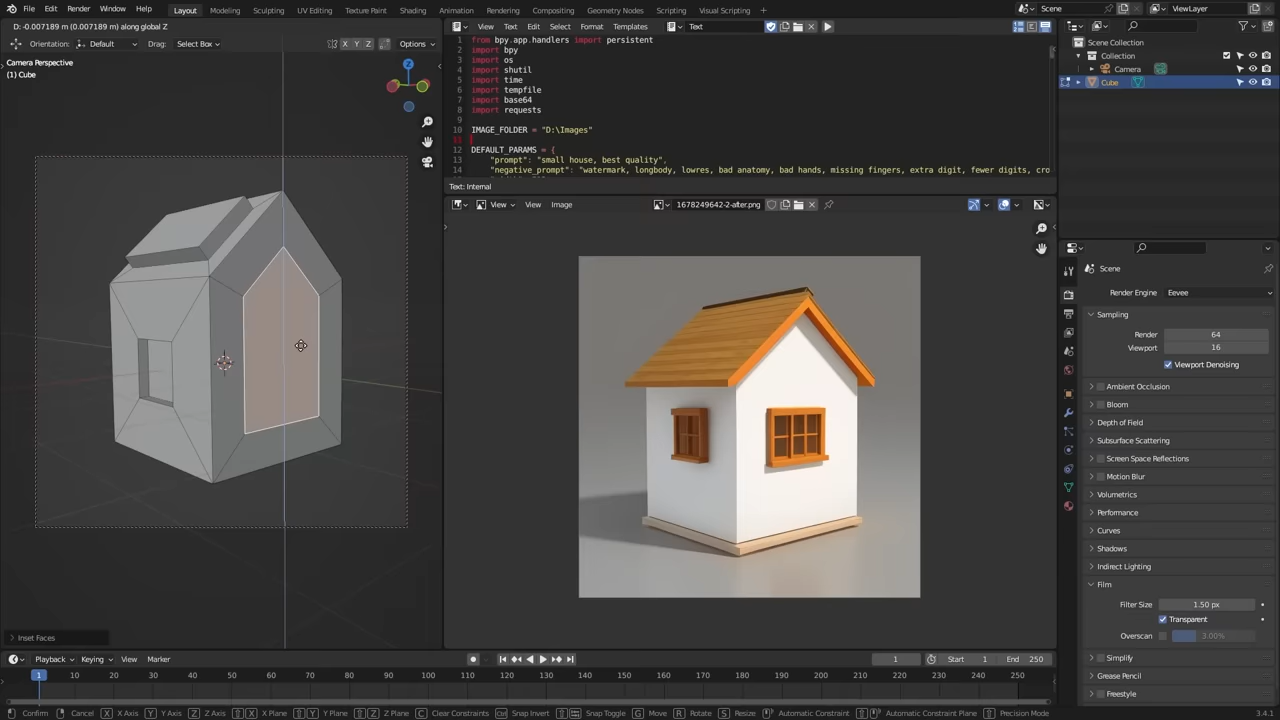 File Edit Render Window Help Layout Modeling Sculpting UV Editing Texture Paint Shading Animation Rendering Compositing Geometry Nodes Scripting Visual Scripting Scene ViewLayer
D: -0.007189 m (0.007189 m) along global Z
View Edit Select Format Templates Text
Orientation: Default Drag: Select Box X Y Z Options
Camera Perspective
(1) Cube
1 from bpy.app.handlers import persistent
2 import bpy
3 import os
4 import shutil
5 import time
6 import tempfile
7 import base64
8 import requests
9
10 IMAGE_FOLDER = "D:\Images"
11
12 DEFAULT_PARAMS = {
13 "prompt": "small house, best quality",
14 "negative_prompt": "watermark, longbody, lowres, bad anatomy, bad hands, missing fingers, extra digit, fewer digits, cro
Text: Internal
View View Image 1678249642-2-after.png
Scene Collection
Collection
Camera
Cube
Scene
Render Engine Eevee
Sampling
Render 64
Viewport 16
Viewport Denoising
Ambient Occlusion
Bloom
Depth of Field
Subsurface Scattering
Screen Space Reflections
Motion Blur
Volumetrics
Performance
Curves
Shadows
Indirect Lighting
Film
Filter Size 1.50 px
Transparent
Overscan 3.00%
Simplify
Grease Pencil
Freestyle
Inset Faces
Playback Keying View Marker 1 Start 1 End 250
1 10 20 30 40 50 60 70 80 90 100 110 120 130 140 150 160 170 180 190 200 210 220 230 240 250
Confirm Cancel X X Axis Y Y Axis Z Z Axis X X Plane Y Y Plane Z Z Plane C Clear Constraints Snap Invert Snap Toggle G Move R Rotate S Resize Automatic Constraint Automatic Constraint Plane Precision Mode 3.4.1